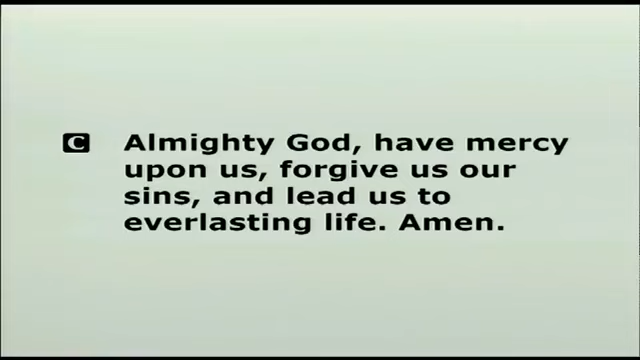 C Almighty God, have mercy
upon us, forgive us our
sins, and lead us to
everlasting life. Amen.